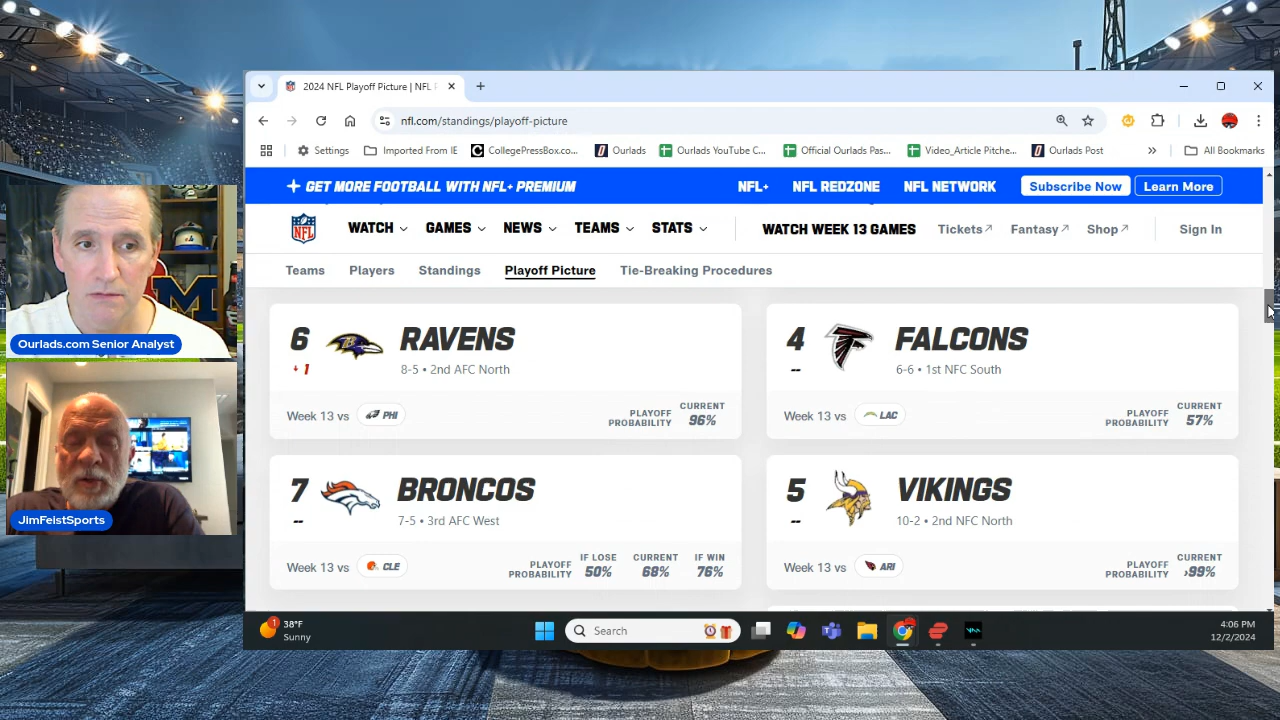 2024 NFL Playoff Picture | NFL
nfl.com/standings/playoff-picture
Settings
Imported From IE
CollegePressBox.co...
Ourlads
Ourlads YouTube C...
Official Ourlads Pas...
Video_Article Pitche...
Ourlads Post
»
All Bookmarks
GET MORE FOOTBALL WITH NFL+ PREMIUM
NFL+
NFL REDZONE
NFL NETWORK
Subscribe Now
Learn More
NFL
WATCH
GAMES
NEWS
TEAMS
STATS
WATCH WEEK 13 GAMES
Tickets
Fantasy
Shop
Sign In
Teams
Players
Standings
Playoff Picture
Tie-Breaking Procedures
6
1
RAVENS
8-5 • 2nd AFC North
Week 13 vs
PHI
PLAYOFF PROBABILITY
CURRENT
96%
4
--
FALCONS
6-6 • 1st NFC South
Week 13 vs
LAC
PLAYOFF PROBABILITY
CURRENT
57%
7
--
BRONCOS
7-5 • 3rd AFC West
Week 13 vs
CLE
PLAYOFF PROBABILITY
IF LOSE
50%
CURRENT
68%
IF WIN
76%
5
--
VIKINGS
10-2 • 2nd NFC North
Week 13 vs
ARI
PLAYOFF PROBABILITY
CURRENT
>99%
M
Ourlads.com Senior Analyst
JimFeistSports
1
38°F
Sunny
Search
4:06 PM
12/2/2024